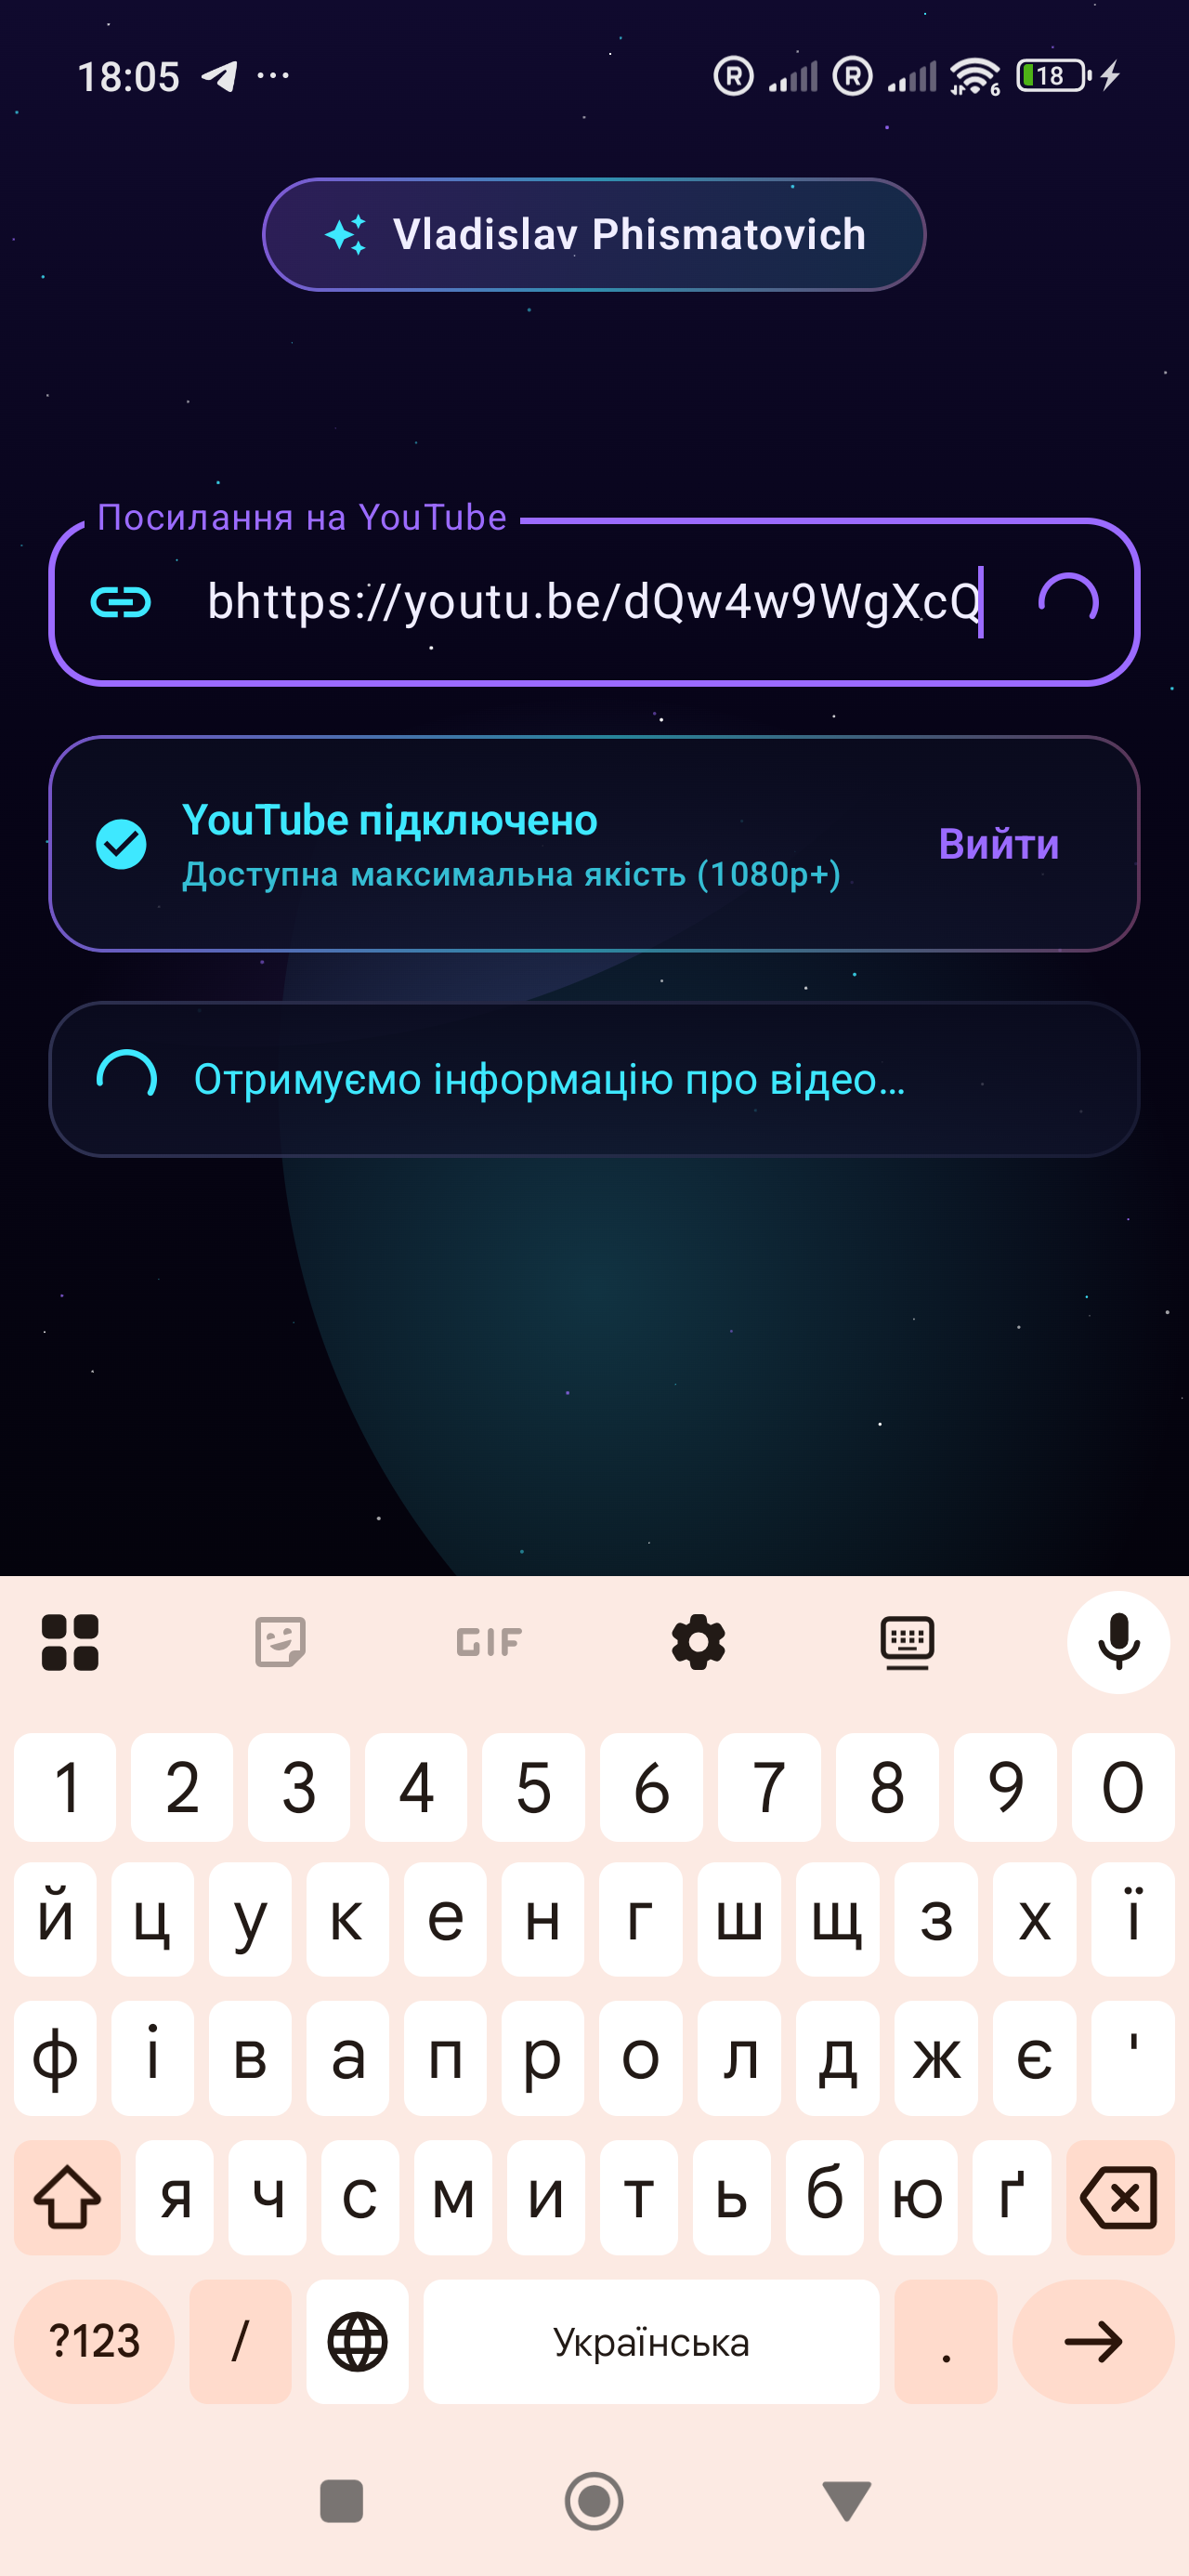 18:05 ...
R R 6 18
Vladislav Phismatovich
Посилання на YouTube
bhttps://youtu.be/dQw4w9WgXcQ
YouTube підключено
Доступна максимальна якість (1080p+)
Вийти
Отримуємо інформацію про відео...
GIF
1 2 3 4 5 6 7 8 9 0
й ц у к е н г ш щ з х ї
ф і в а п р о л д ж є '
я ч с м и т ь б ю ґ
?123 / Українська .